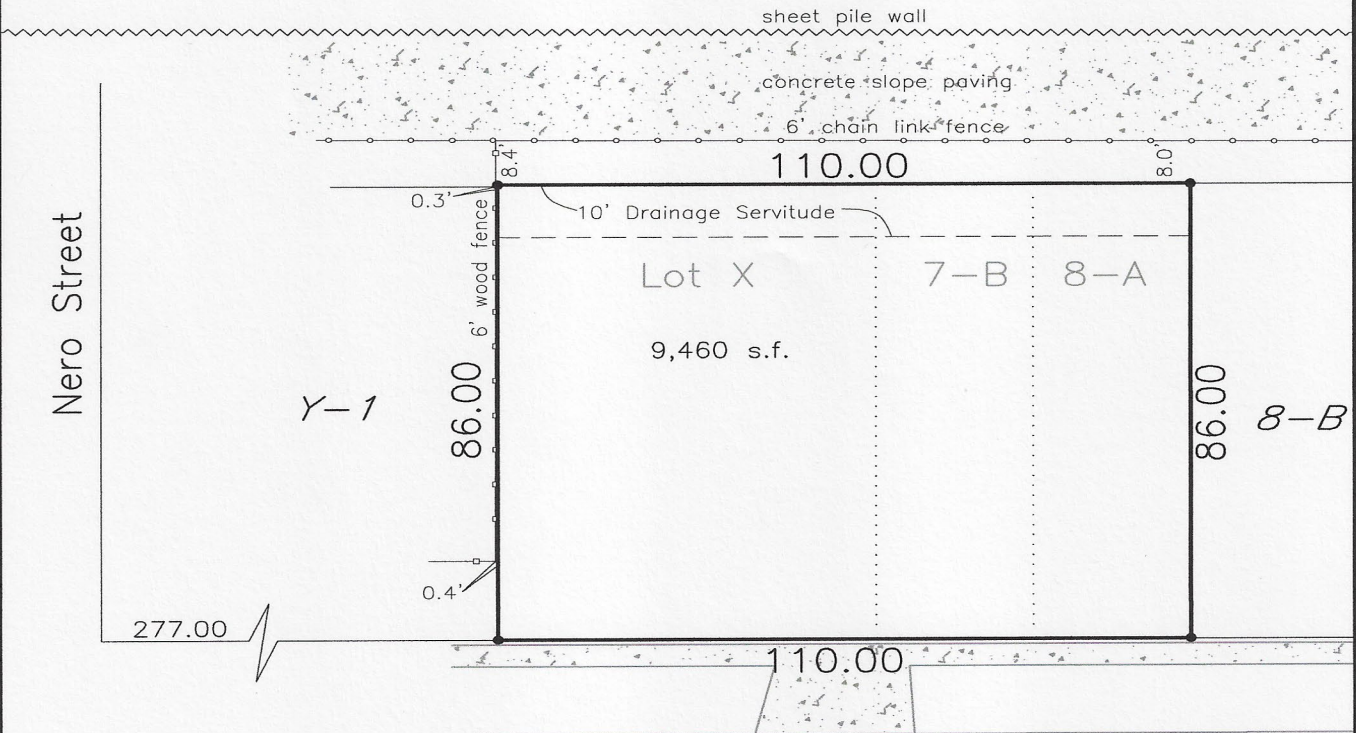 sheet pile wall
concrete slope paving
6' chain link fence
8.4'
110.00
8.0'
0.3'
10' Drainage Servitude
6' wood fence
Lot X
7-B
8-A
9,460 s.f.
Nero Street
Y-1
86.00
86.00
8-B
0.4'
277.00
110.00